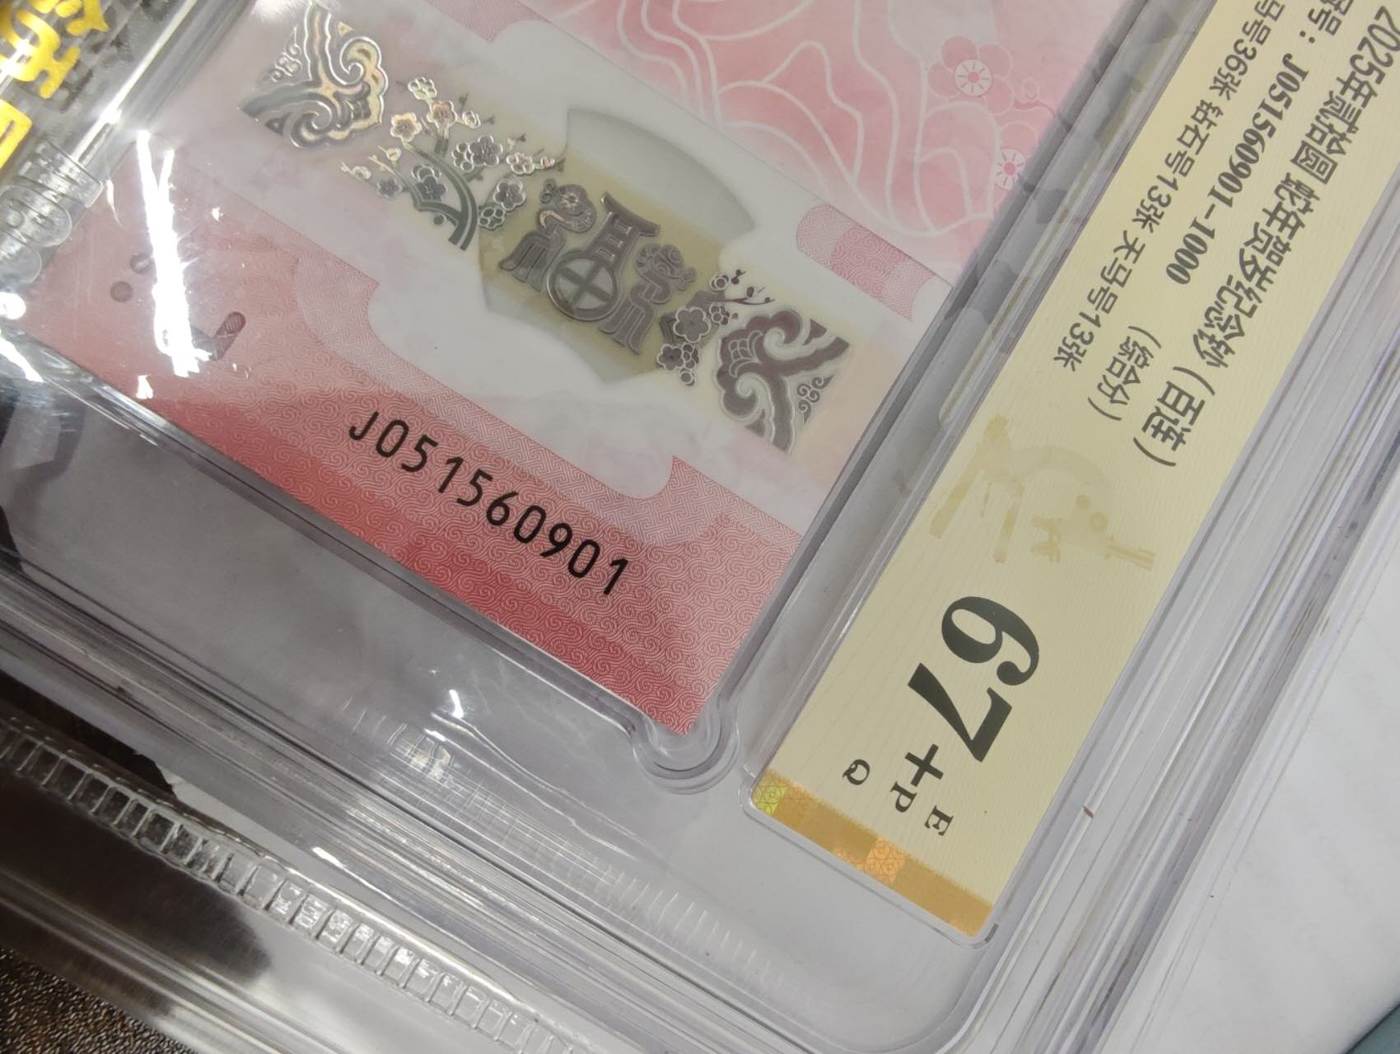 2025年贰拾圆 蛇年贺岁纪念钞（百连）
号：J051560901-1000 （综合分）
号36张 钻石号13张 天马号13张
67+
E
P
Q
J051560901